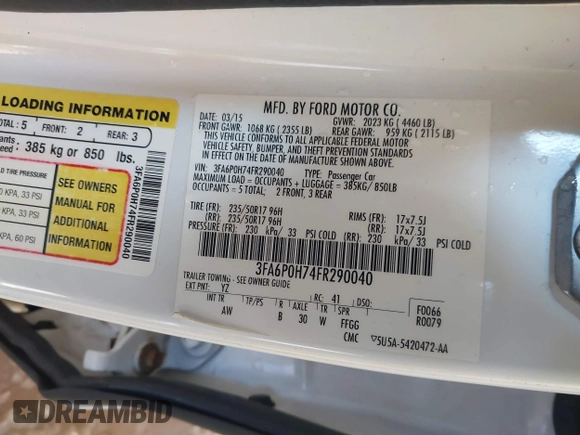 LOADING INFORMATION
TOTAL: 5 FRONT: 2 REAR: 3
385 kg or 850 lbs.
TIRE PRESSURE
KPA, 33 PSI
KPA, 33 PSI
KPA, 60 PSI
SEE OWNERS
MANUAL FOR
ADDITIONAL
INFORMATION
3FA6P0H74FR290040
MFD. BY FORD MOTOR CO.
DATE: 03/15 GVWR: 2023 KG ( 4460 LB)
FRONT GAWR: 1068 KG ( 2355 LB) REAR GAWR: 959 KG ( 2115 LB)
THIS VEHICLE CONFORMS TO ALL APPLICABLE FEDERAL MOTOR
VEHICLE SAFETY, BUMPER, AND THEFT PREVENTION STANDARDS IN
EFFECT ON THE DATE OF MANUFACTURE SHOWN ABOVE.
VIN: 3FA6P0H74FR290040 TYPE: Passenger Car
MAXIMUM LOAD = OCCUPANTS + LUGGAGE = 385KG/850LB
OCCUPANTS = 5 TOTAL, 2 FRONT, 3 REAR
TIRE (FR): 235/50R17 96H RIMS (FR): 17x7.5J
(RR): 235/50R17 96H (RR): 17x7.5J
PRESSURE (FR) 230 kPa/ 33 PSI COLD (RR) 230 kPa/ 33 PSI COLD
3FA6P0H74FR290040
TRAILER TOWING - SEE OWNER GUIDE
EXT PNT: YZ RC: 41 DSO:
INT TR TP/PS R AXLE TR SPR
AW B 30 W FFGG
CMC
F0066
R0079
5U5A-5420472-AA
DREAMBID